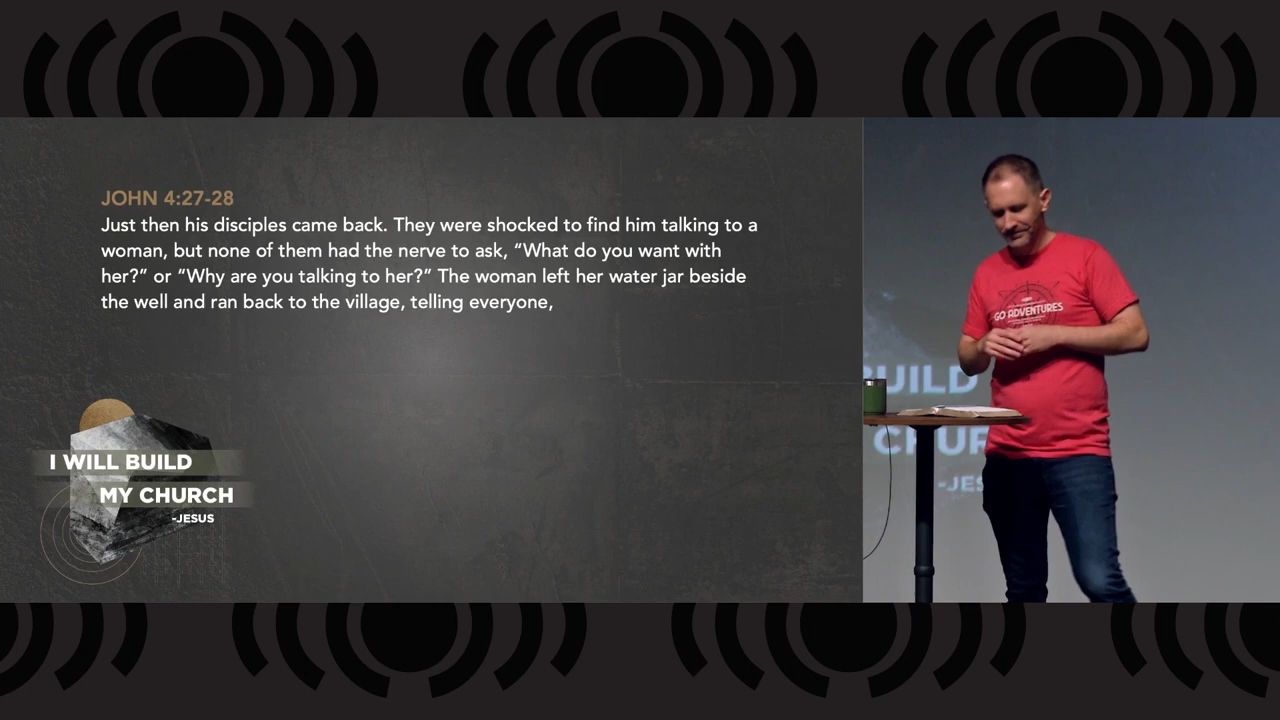 JOHN 4:27-28
Just then his disciples came back. They were shocked to find him talking to a
woman, but none of them had the nerve to ask, “What do you want with
her?” or “Why are you talking to her?” The woman left her water jar beside
the well and ran back to the village, telling everyone,
I WILL BUILD
MY CHURCH
-JESUS
GO ADVENTURES
BUILD
CHUR
-JES